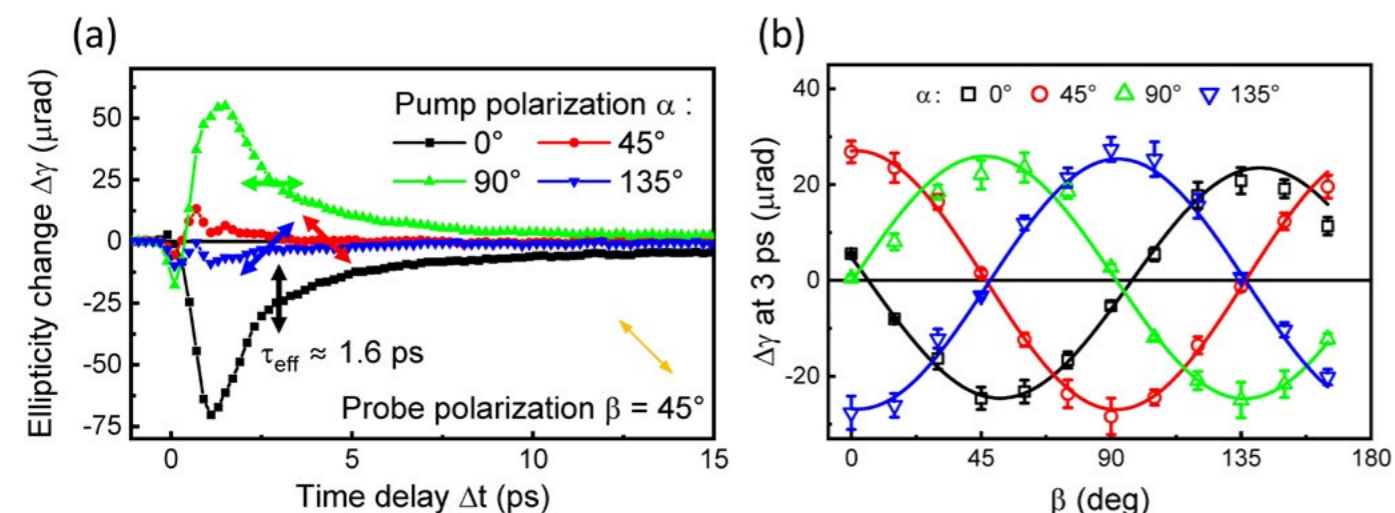 (a)
Ellipticity change Δγ (μrad)
50
25
0
-25
-50
-75
Pump polarization α :
0° 45°
90° 135°
τeff ≈ 1.6 ps
Probe polarization β = 45°
0 5 10 15
Time delay Δt (ps)
(b)
Δγ at 3 ps (μrad)
40
20
0
-20
α: 0° 45° 90° 135°
0 45 90 135 180
β (deg)